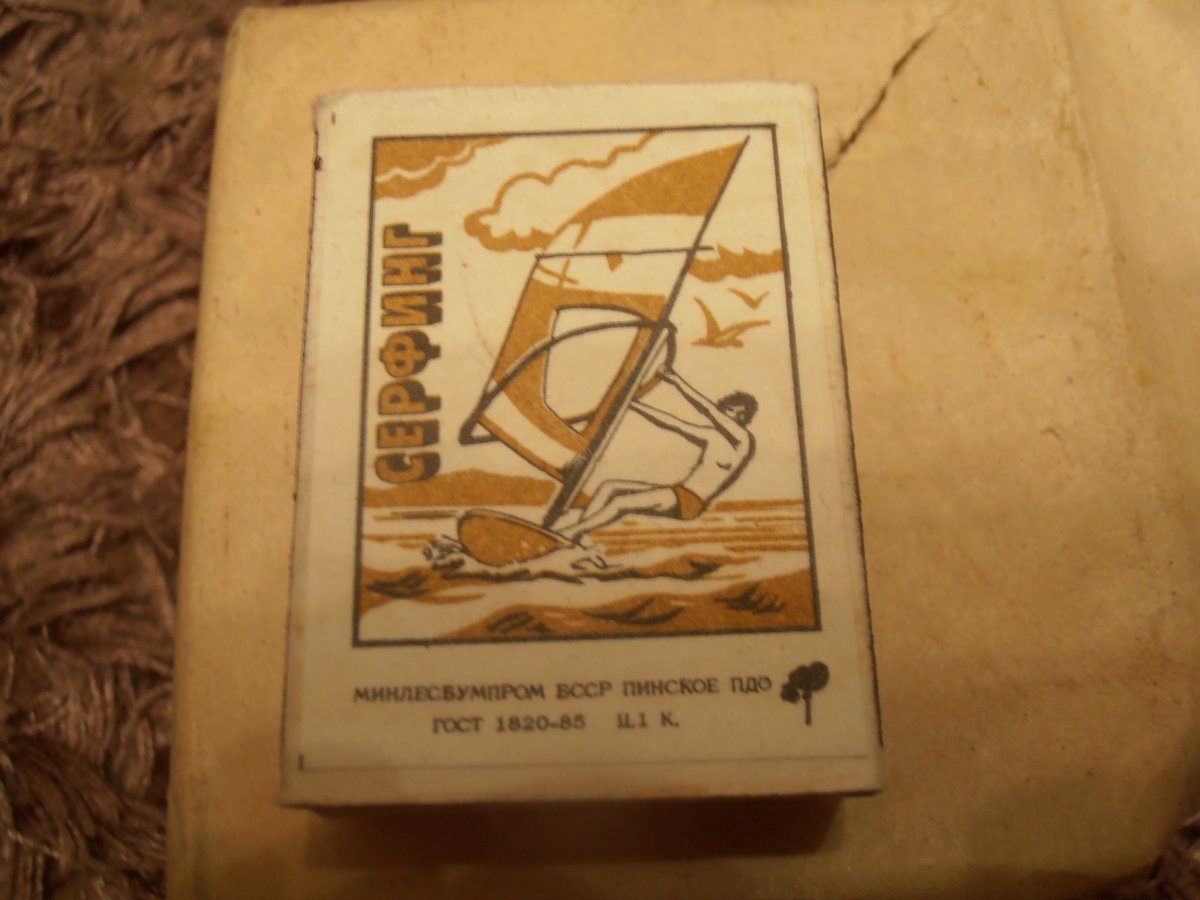 СЕРФИНГ
МИНЛЕСБУМПРОМ БССР ПИНСКОЕ ПДО
ГОСТ 1820-85 Ц.1 К.